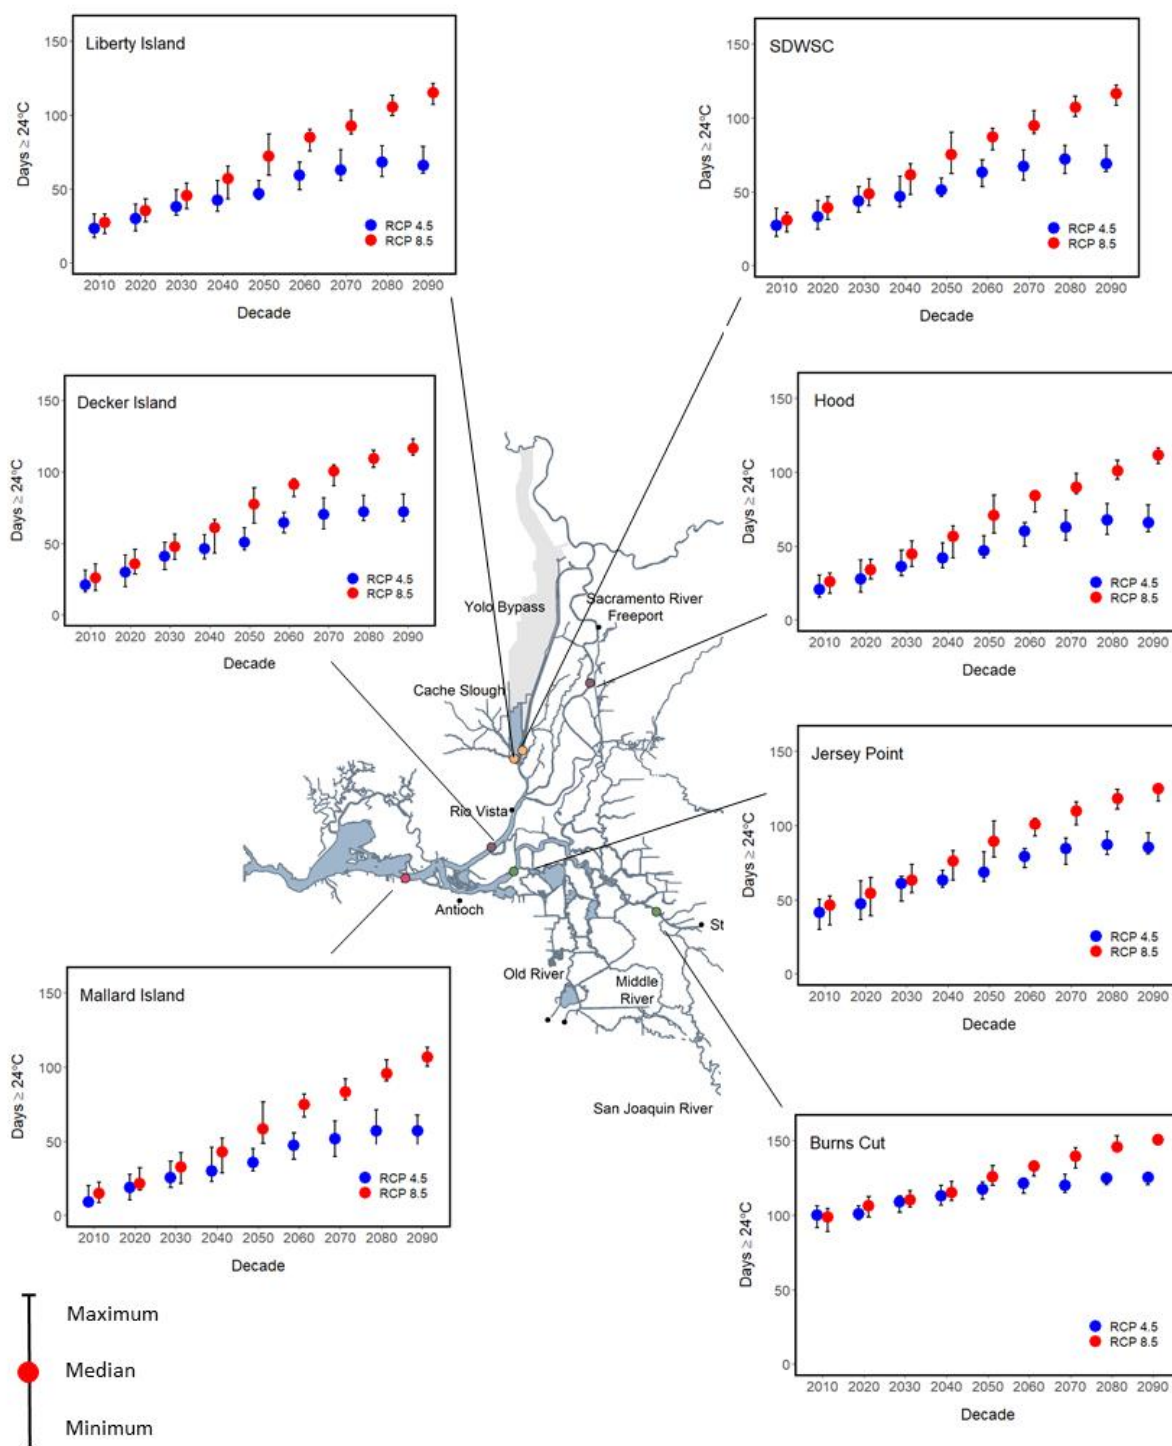 Liberty Island
Days ≥ 24°C
150
100
50
0
RCP 4.5
RCP 8.5
2010 2020 2030 2040 2050 2060 2070 2080 2090
Decade
SDWSC
Days ≥ 24°C
150
100
50
0
RCP 4.5
RCP 8.5
2010 2020 2030 2040 2050 2060 2070 2080 2090
Decade
Decker Island
Days ≥ 24°C
150
100
50
0
RCP 4.5
RCP 8.5
2010 2020 2030 2040 2050 2060 2070 2080 2090
Decade
Hood
Days ≥ 24°C
150
100
50
0
RCP 4.5
RCP 8.5
2010 2020 2030 2040 2050 2060 2070 2080 2090
Decade
Yolo Bypass
Sacramento River
Freeport
Cache Slough
Rio Vista
Antioch
St
Old River
Middle
River
San Joaquin River
Jersey Point
Days ≥ 24°C
150
100
50
0
RCP 4.5
RCP 8.5
2010 2020 2030 2040 2050 2060 2070 2080 2090
Decade
Mallard Island
Days ≥ 24°C
150
100
50
0
RCP 4.5
RCP 8.5
2010 2020 2030 2040 2050 2060 2070 2080 2090
Decade
Burns Cut
Days ≥ 24°C
150
100
50
0
RCP 4.5
RCP 8.5
2010 2020 2030 2040 2050 2060 2070 2080 2090
Decade
Maximum
Median
Minimum